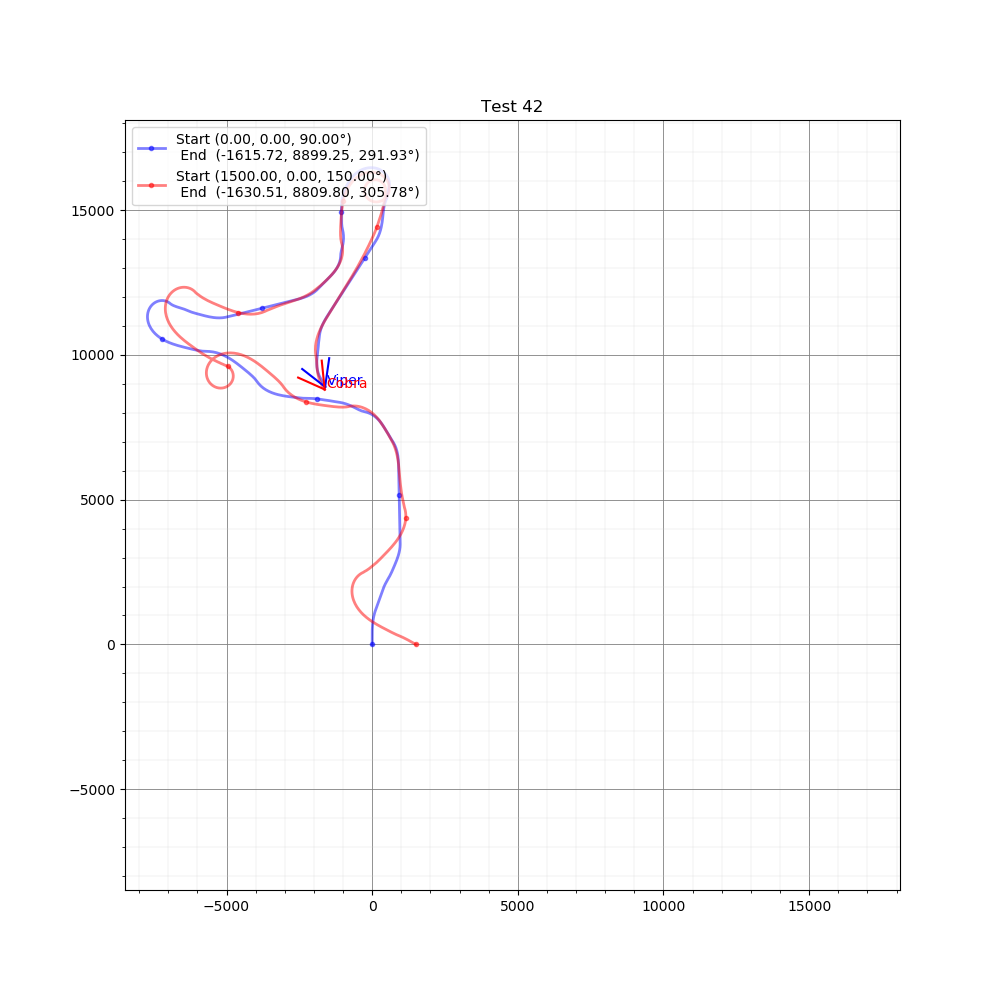 Test 42
Start (0.00, 0.00, 90.00°)
End (-1615.72, 8899.25, 291.93°)
Start (1500.00, 0.00, 150.00°)
End (-1630.51, 8809.80, 305.78°)
15000
10000
Viper
Cobra
5000
0
−5000
−5000 0 5000 10000 15000